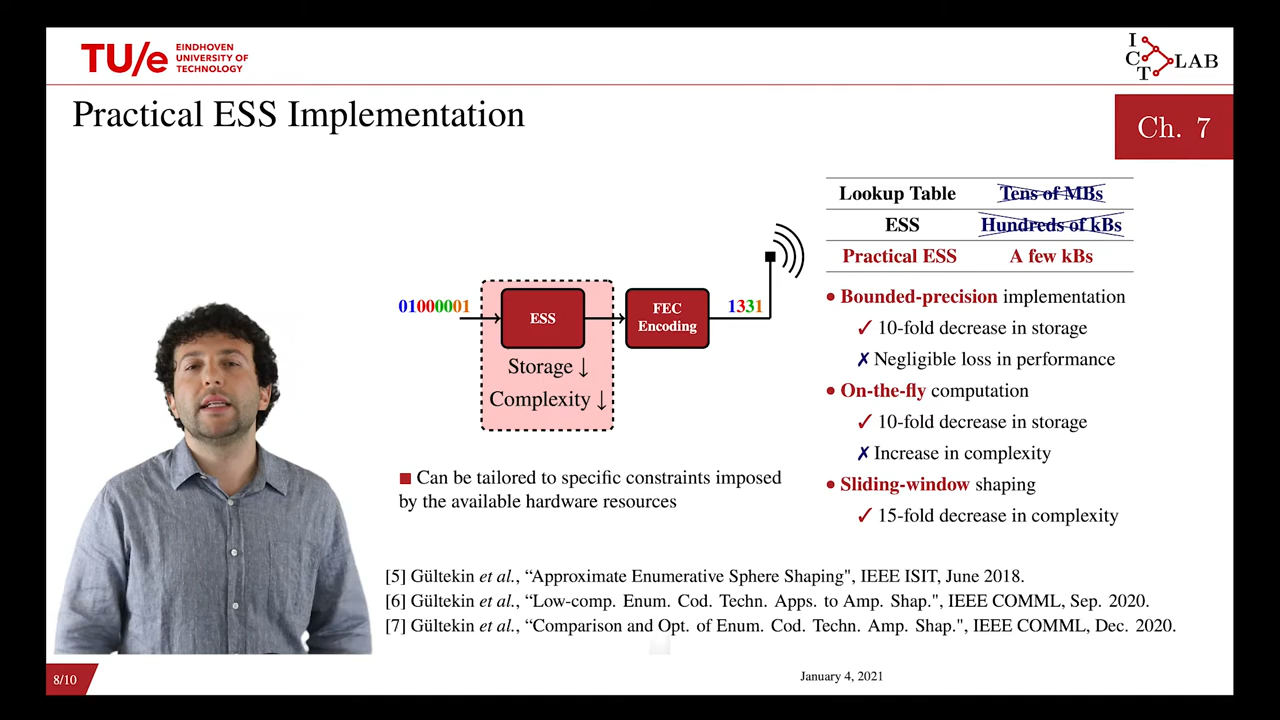 TU/e EINDHOVEN
UNIVERSITY OF
TECHNOLOGY
I
C LAB
T
Practical ESS Implementation
Ch. 7
Lookup Table Tens of MBs
ESS Hundreds of kBs
Practical ESS A few kBs
01000001
ESS
FEC
Encoding
1331
Storage ↓
Complexity ↓
• Bounded-precision implementation
✓ 10-fold decrease in storage
✗ Negligible loss in performance
• On-the-fly computation
✓ 10-fold decrease in storage
✗ Increase in complexity
• Sliding-window shaping
✓ 15-fold decrease in complexity
■ Can be tailored to specific constraints imposed
by the available hardware resources
[5] Gültekin et al., “Approximate Enumerative Sphere Shaping", IEEE ISIT, June 2018.
[6] Gültekin et al., “Low-comp. Enum. Cod. Techn. Apps. to Amp. Shap.", IEEE COMML, Sep. 2020.
[7] Gültekin et al., “Comparison and Opt. of Enum. Cod. Techn. Amp. Shap.", IEEE COMML, Dec. 2020.
8/10
January 4, 2021